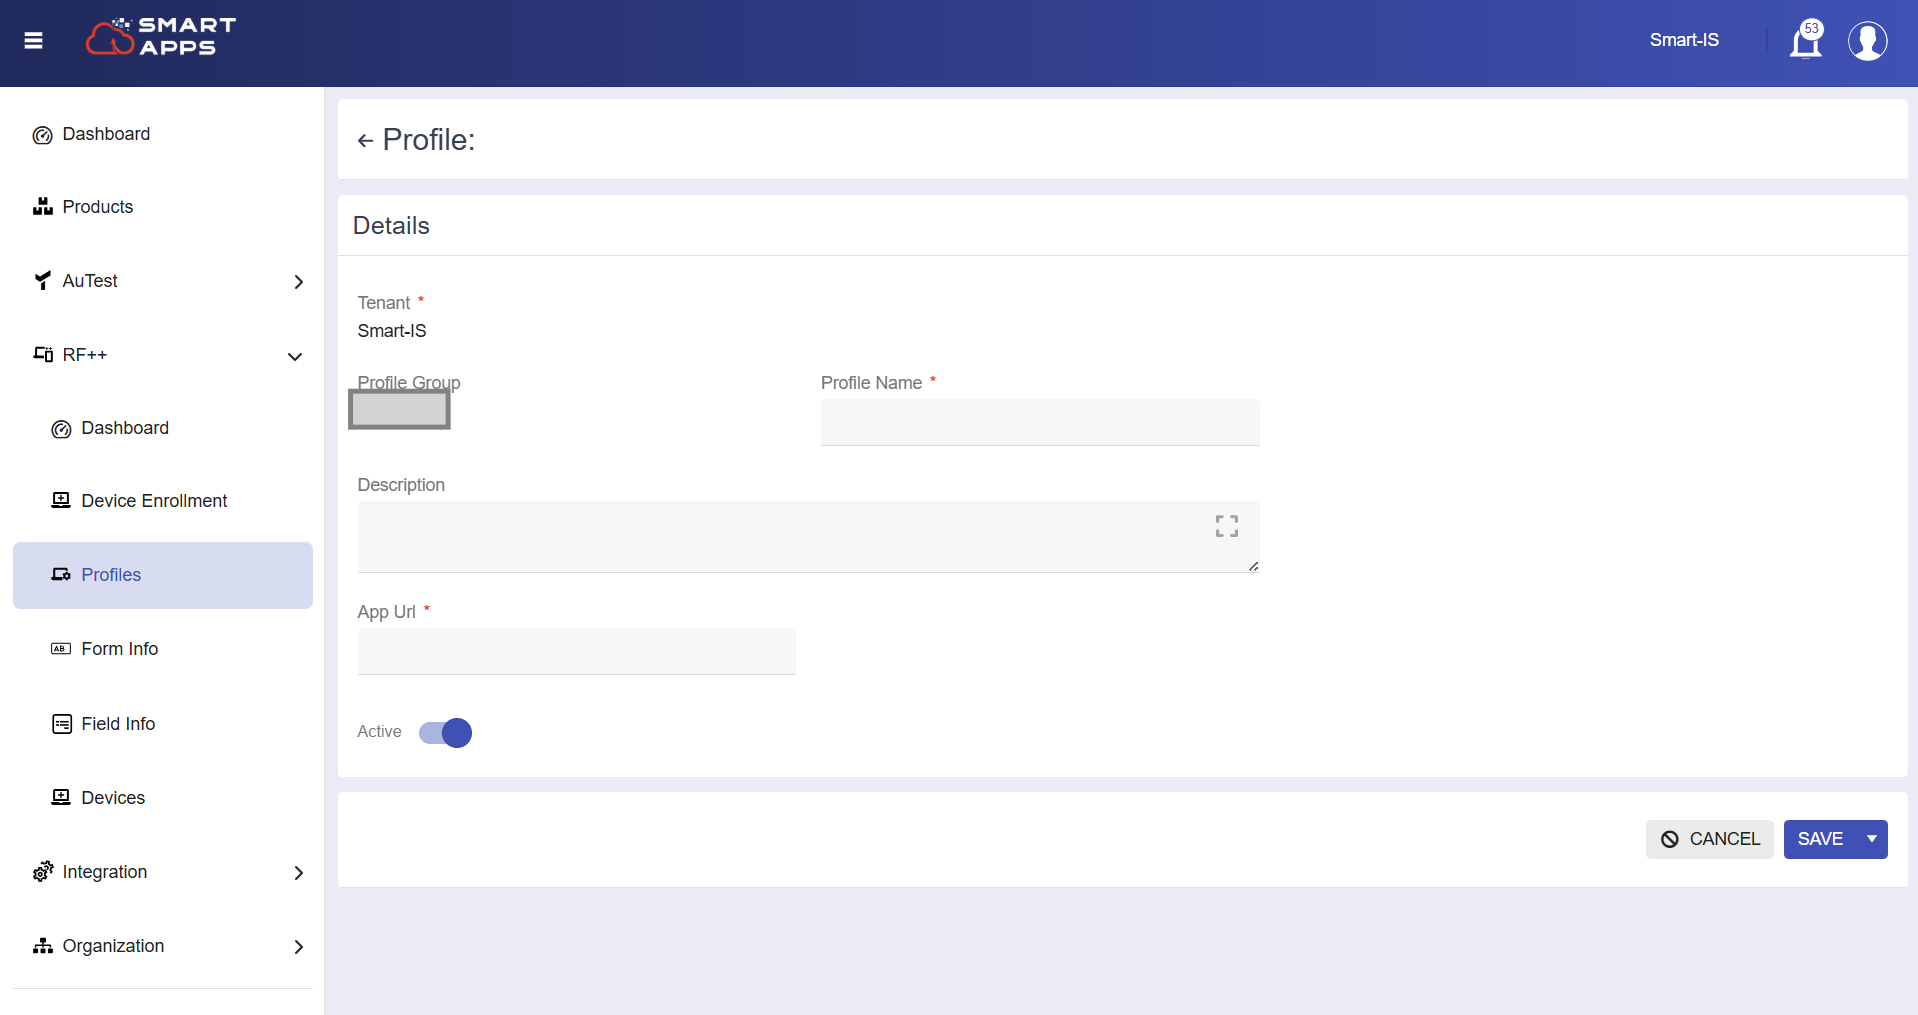 SMART
APPS
Smart-IS
53
Dashboard
Products
AuTest
RF++
Dashboard
Device Enrollment
Profiles
AB
Form Info
Field Info
Devices
Integration
Organization
Profile:
Details
Tenant *
Smart-IS
Profile Group
Profile Name *
Description
App Url *
Active
CANCEL
SAVE